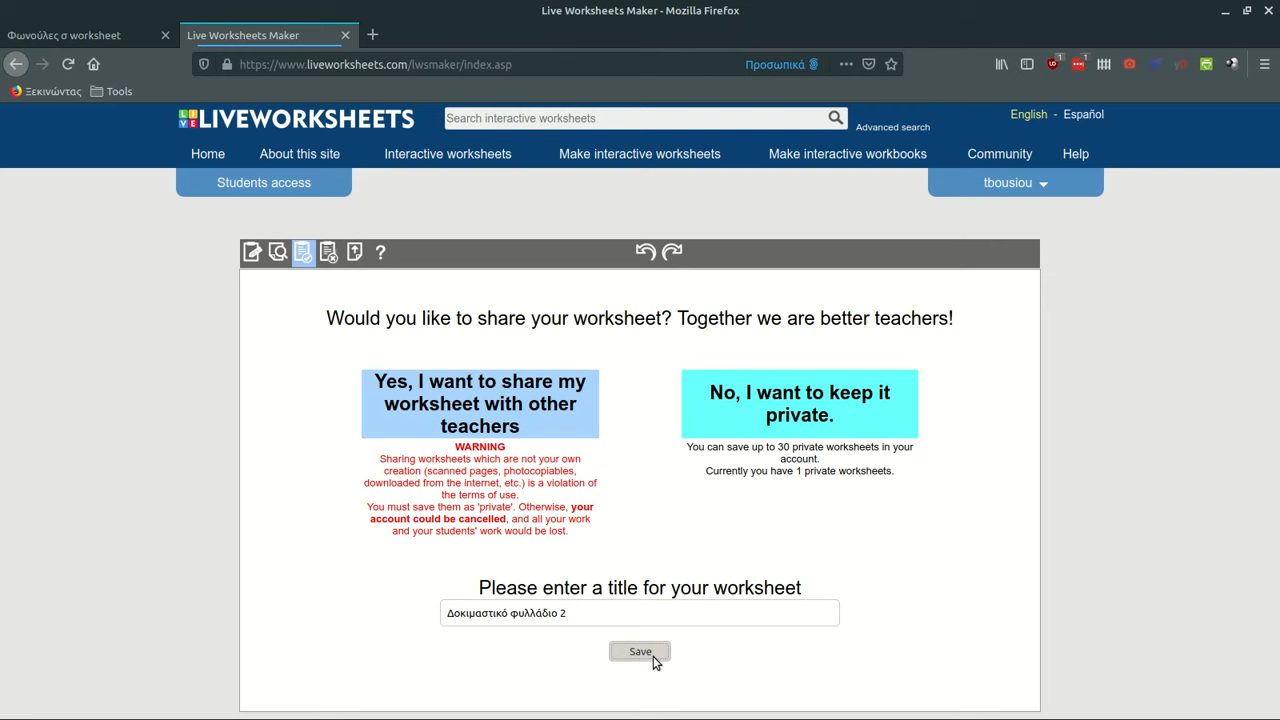 Live Worksheets Maker - Mozilla Firefox
Φωνούλες σ worksheet
Live Worksheets Maker
https://www.liveworksheets.com/lwsmaker/index.asp
Προσωπικά
1
1
Ξεκινώντας
Tools
LIVE LIVEWORKSHEETS
Search interactive worksheets
Advanced search
English - Español
Home
About this site
Interactive worksheets
Make interactive worksheets
Make interactive workbooks
Community
Help
Students access
tbousiou
?
Would you like to share your worksheet? Together we are better teachers!
Yes, I want to share my
worksheet with other
teachers
WARNING
Sharing worksheets which are not your own
creation (scanned pages, photocopiables,
downloaded from the internet, etc.) is a violation of
the terms of use.
You must save them as 'private'. Otherwise, your
account could be cancelled, and all your work
and your students' work would be lost.
No, I want to keep it
private.
You can save up to 30 private worksheets in your
account.
Currently you have 1 private worksheets.
Please enter a title for your worksheet
Δοκιμαστικό φυλλάδιο 2
Save